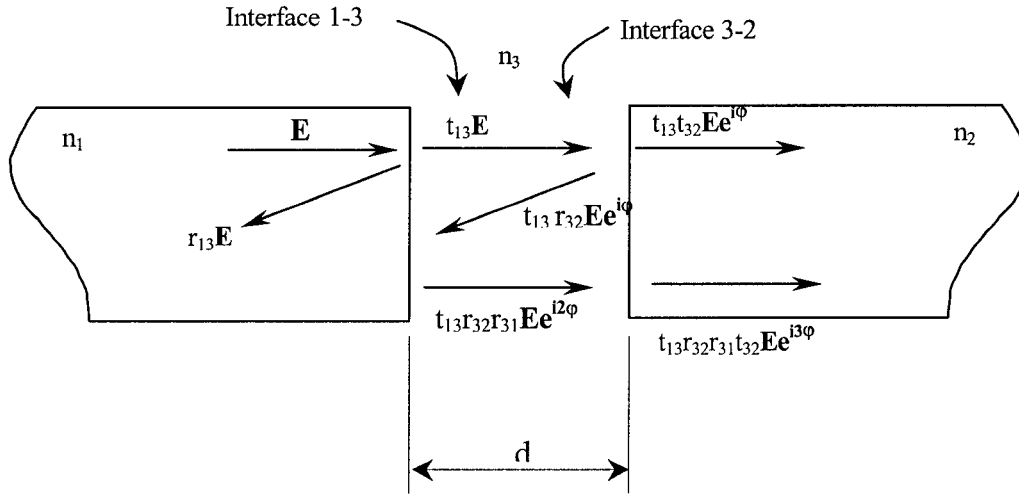 Interface 1-3
Interface 3-2
n₃
n₁
E
t₁₃E
t₁₃t₃₂Ee^{iφ}
n₂
r₁₃E
t₁₃ r₃₂Ee^{iφ}
t₁₃r₃₂r₃₁Ee^{i2φ}
t₁₃r₃₂r₃₁t₃₂Ee^{i3φ}
d